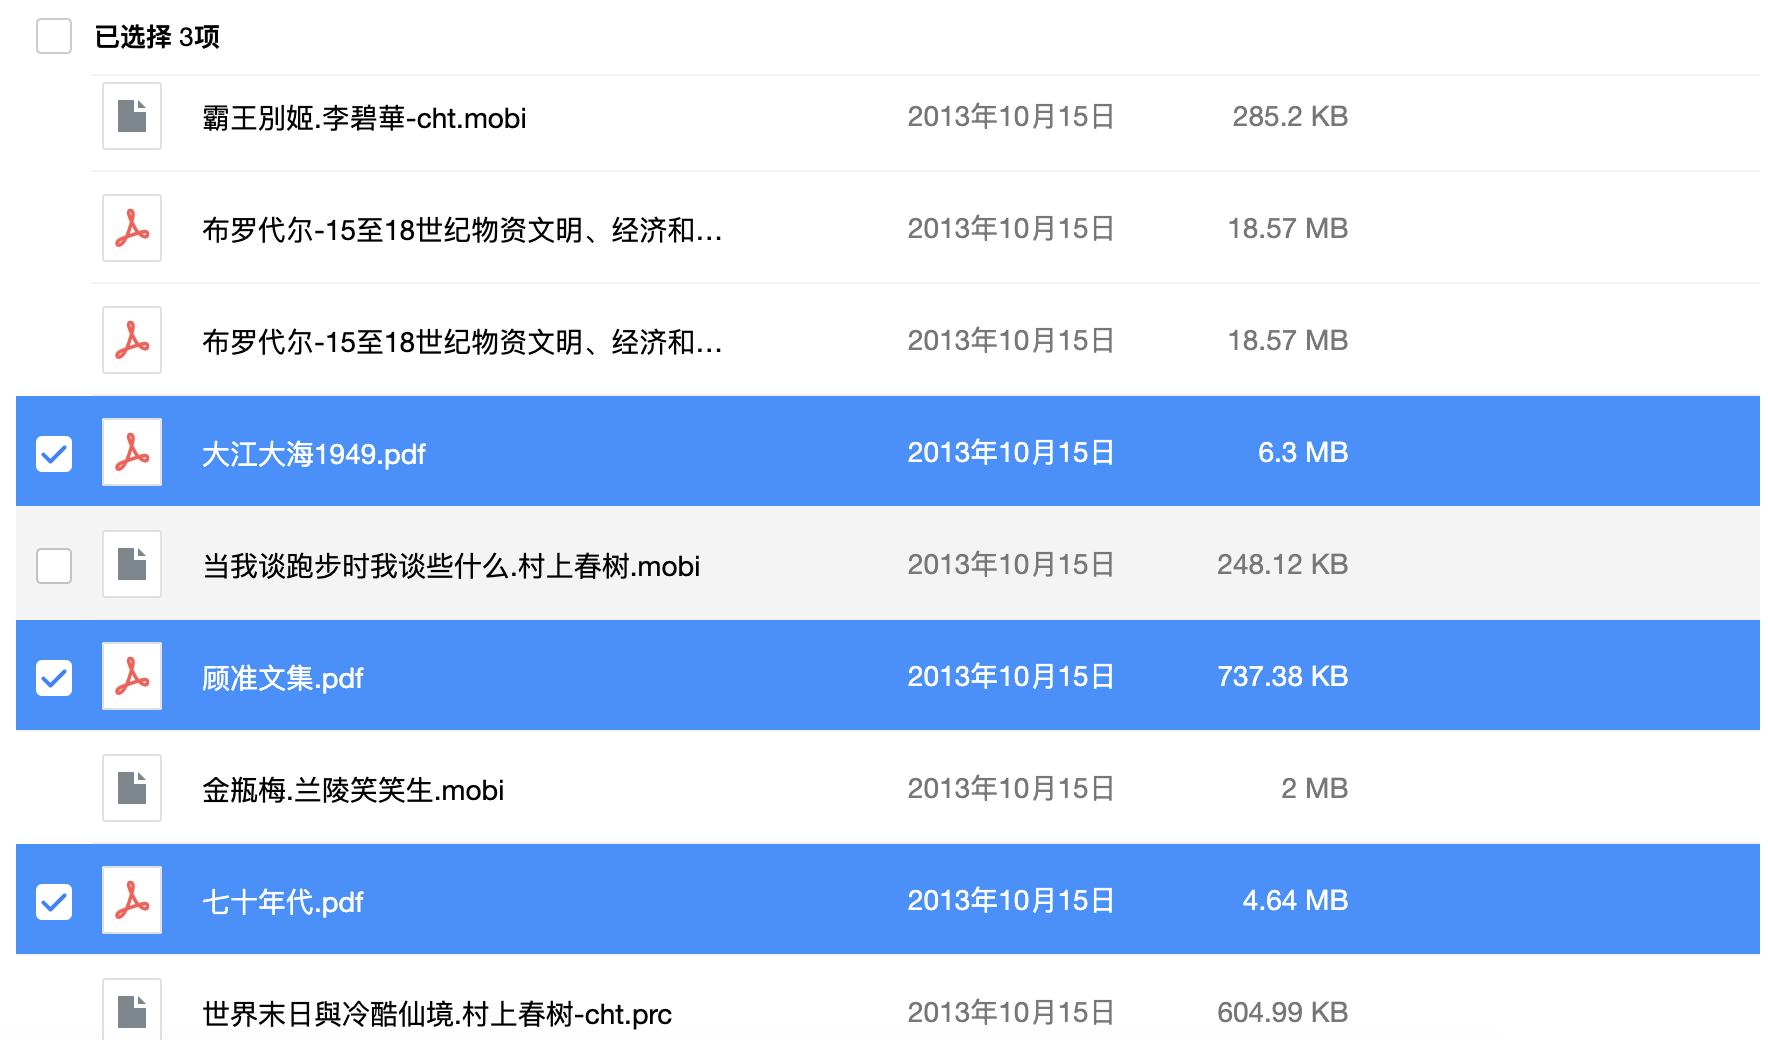 已选择 3项
霸王別姬.李碧華-cht.mobi 2013年10月15日 285.2 KB
布罗代尔-15至18世纪物资文明、经济和... 2013年10月15日 18.57 MB
布罗代尔-15至18世纪物资文明、经济和... 2013年10月15日 18.57 MB
大江大海1949.pdf 2013年10月15日 6.3 MB
当我谈跑步时我谈些什么.村上春树.mobi 2013年10月15日 248.12 KB
顾准文集.pdf 2013年10月15日 737.38 KB
金瓶梅.兰陵笑笑生.mobi 2013年10月15日 2 MB
七十年代.pdf 2013年10月15日 4.64 MB
世界末日與冷酷仙境.村上春树-cht.prc 2013年10月15日 604.99 KB